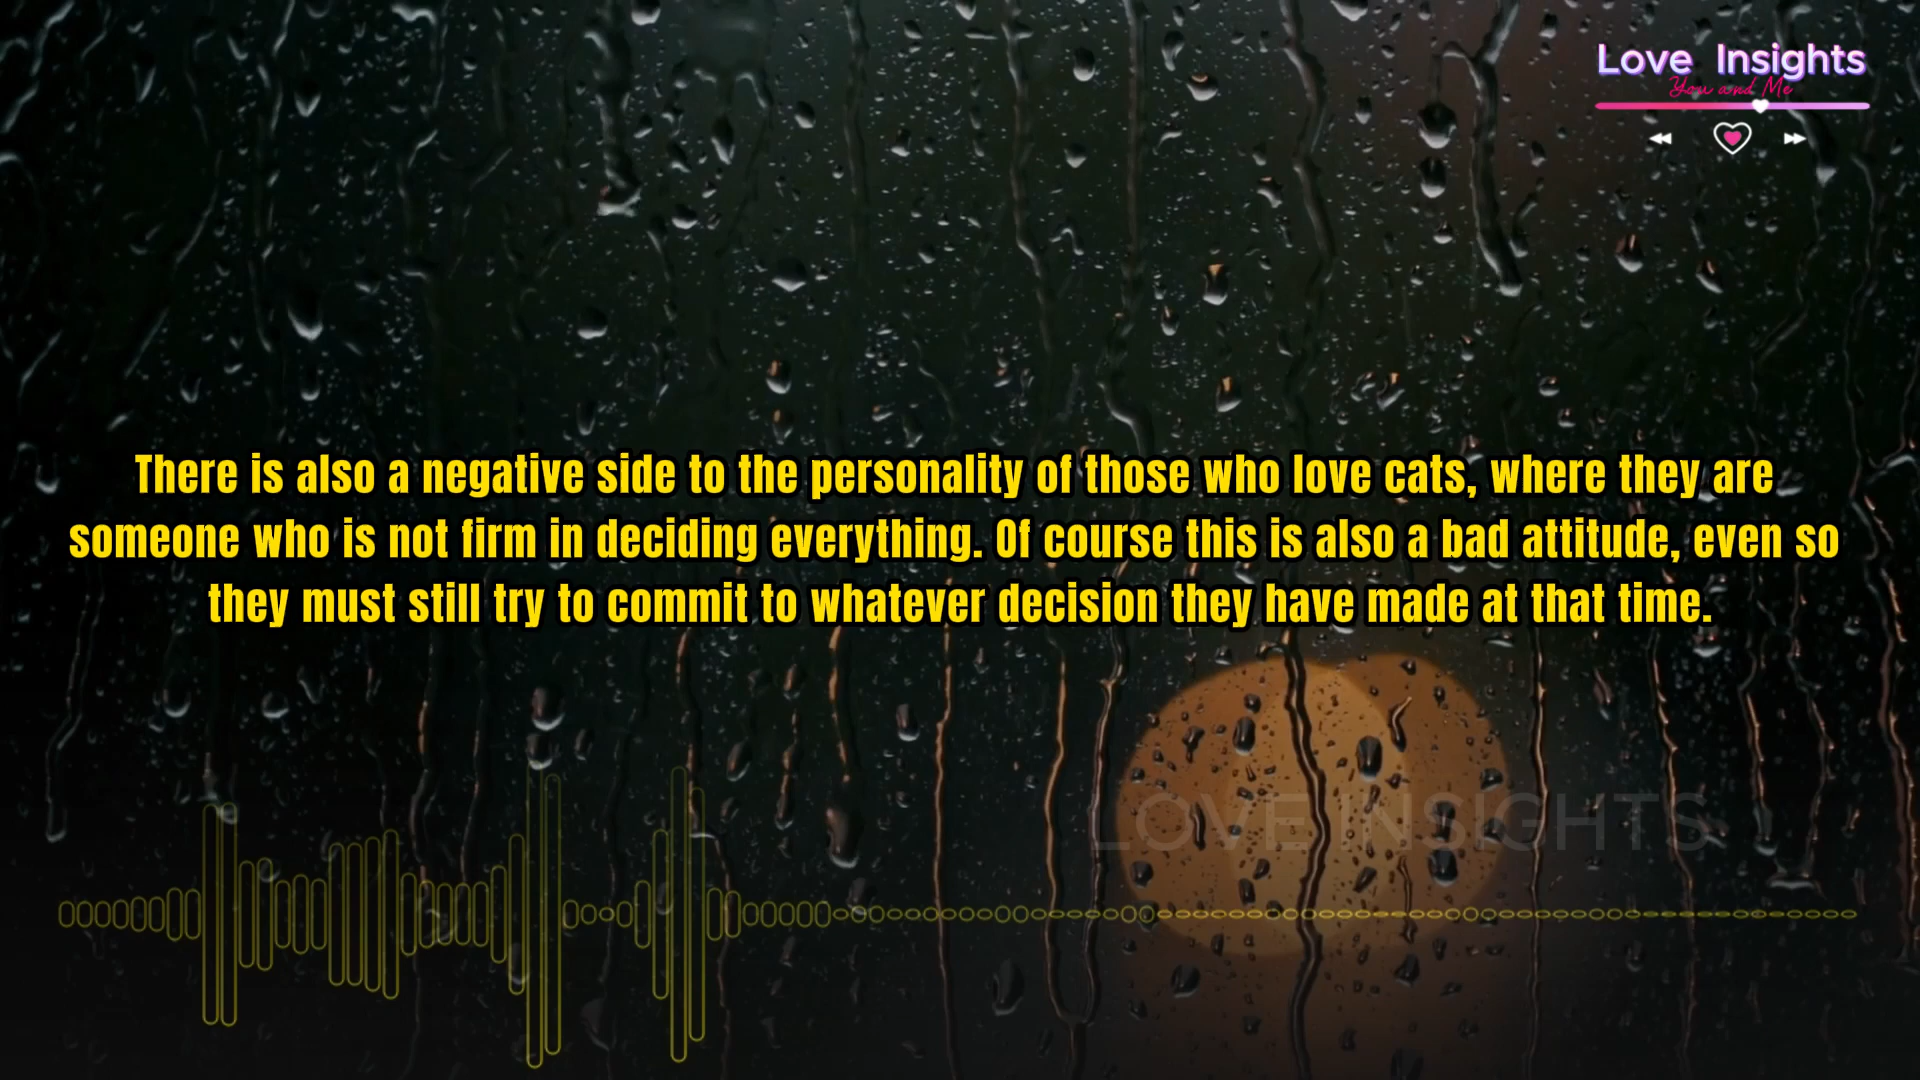 Love Insights
You and Me
There is also a negative side to the personality of those who love cats, where they are
someone who is not firm in deciding everything. Of course this is also a bad attitude, even so
they must still try to commit to whatever decision they have made at that time.
LOVE INSIGHTS